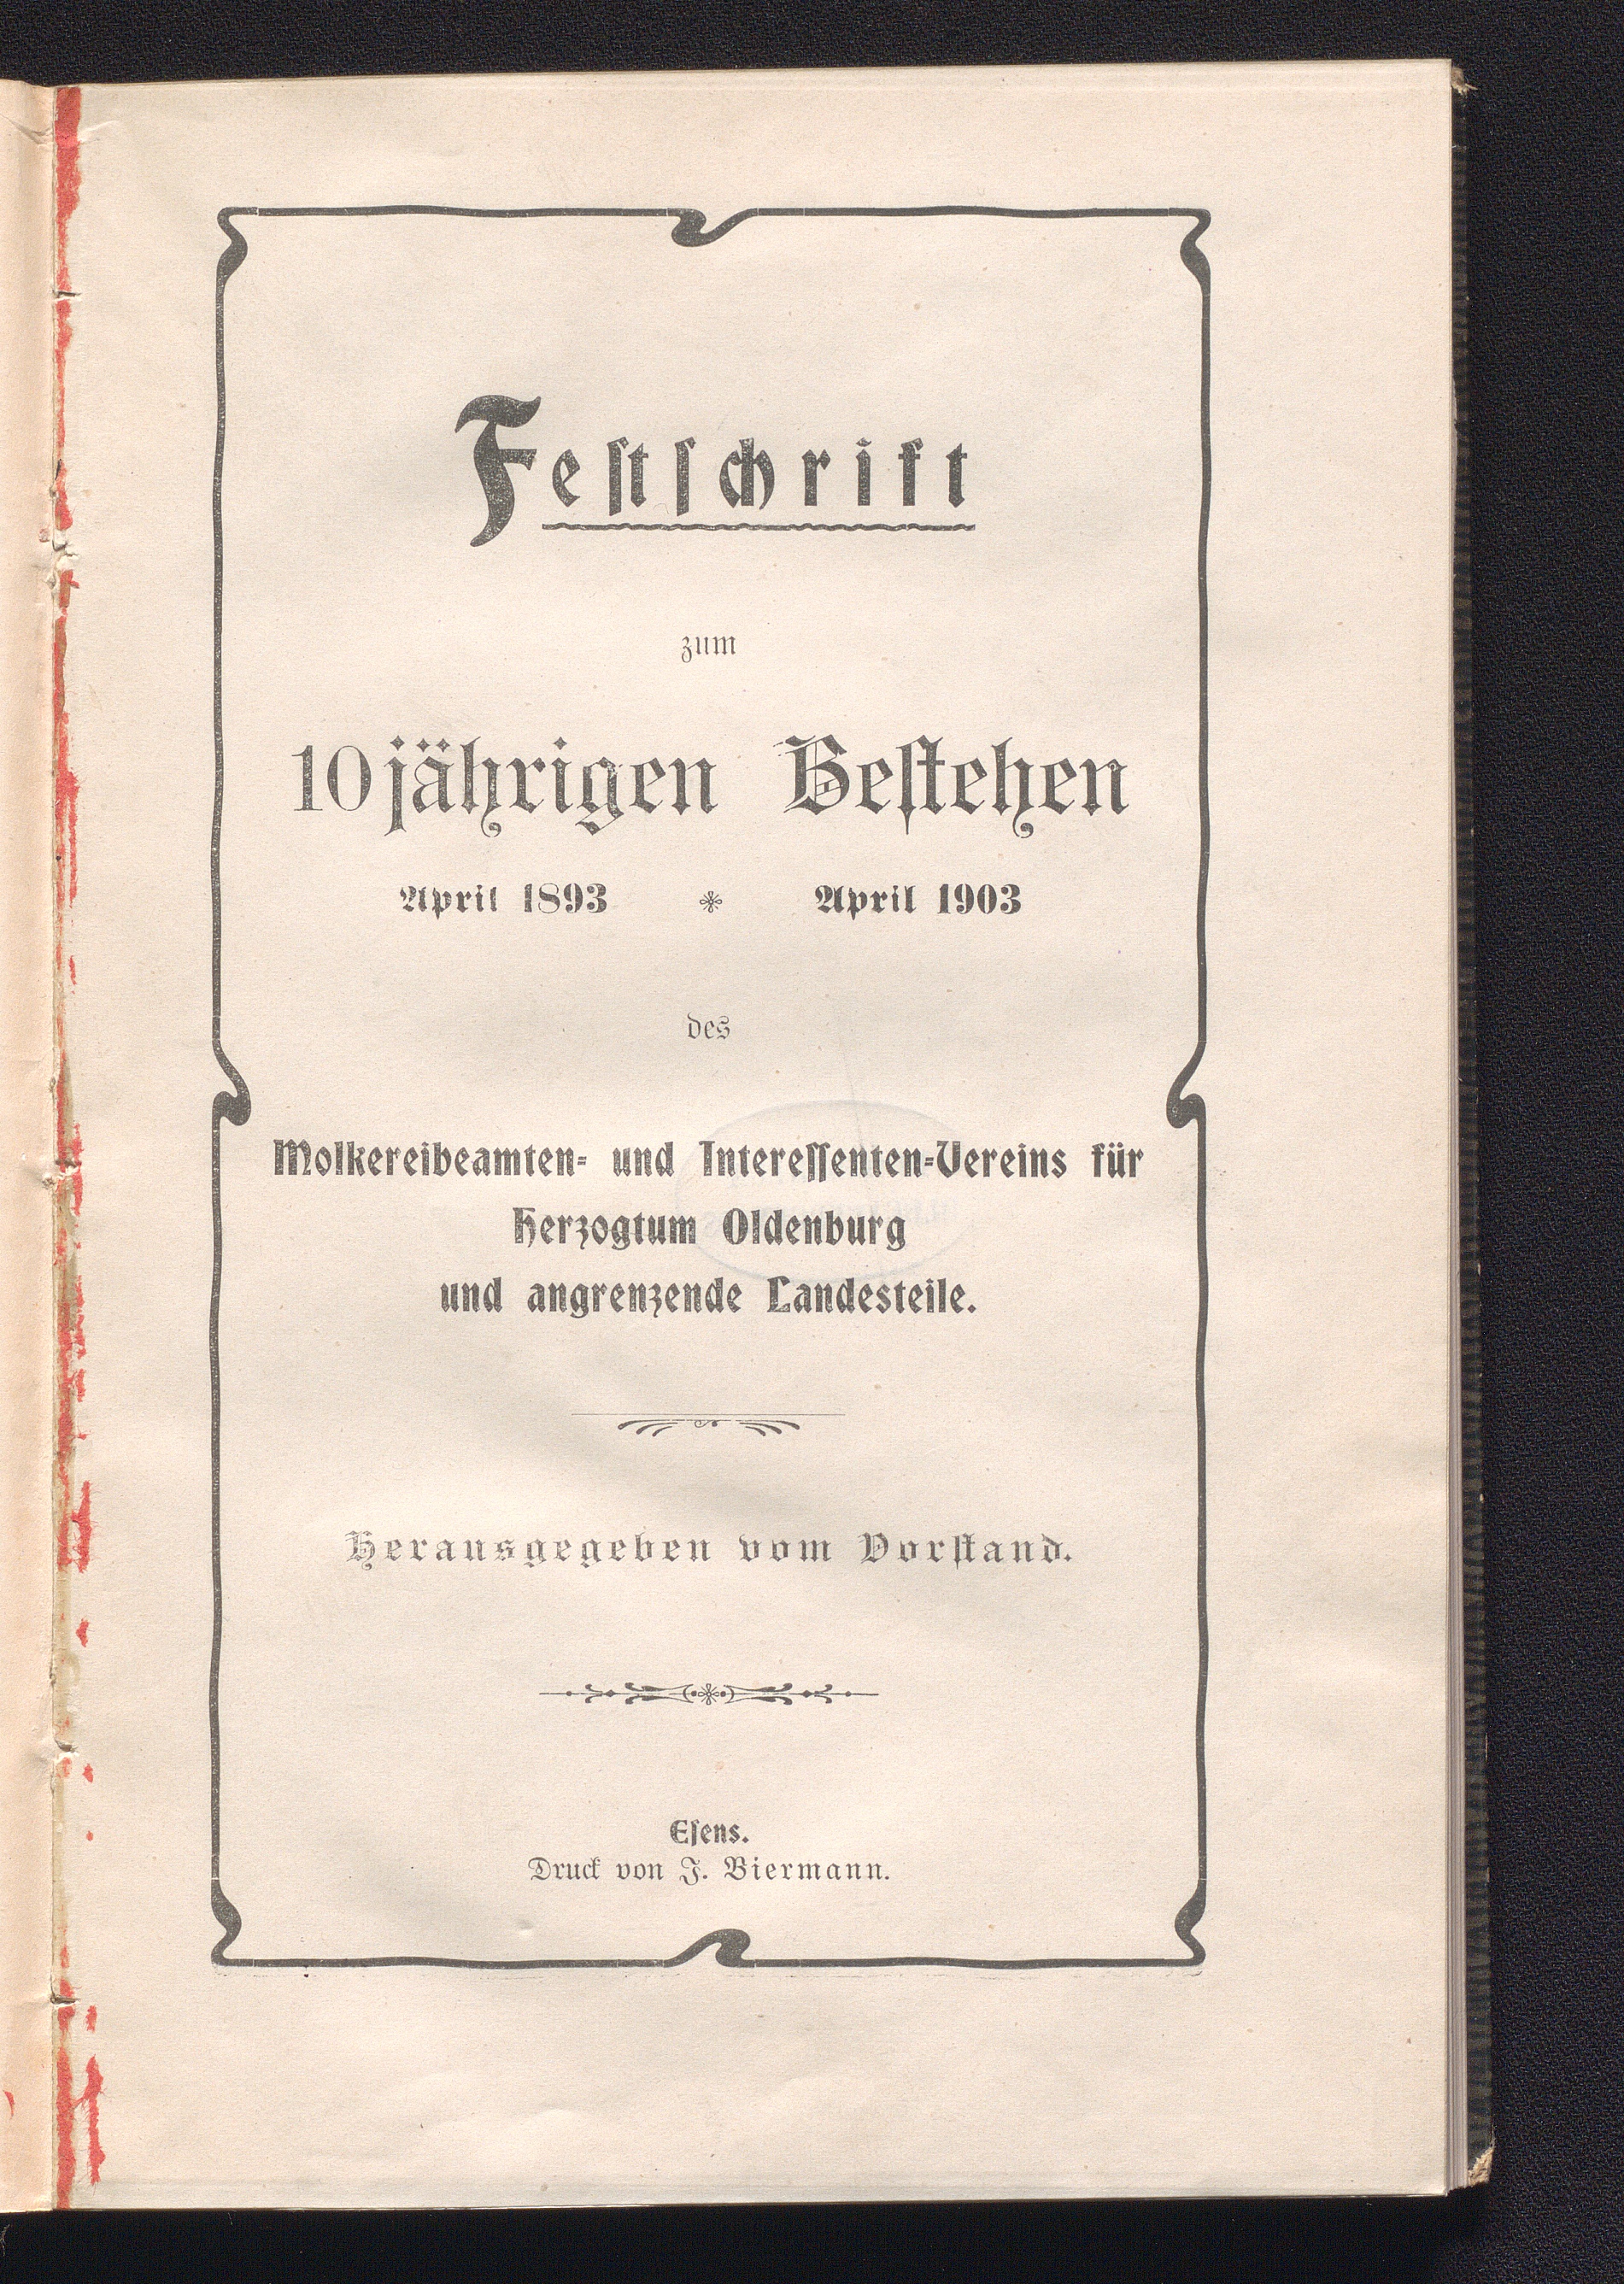 Festschrift
zum
10jährigen Bestehen
April 1893 * April 1903
des
Molkereibeamten- und Interessenten-Vereins für
Herzogtum Oldenburg
und angrenzende Landesteile.
Herausgegeben vom Vorstand.
Esens.
Druck von J. Biermann.